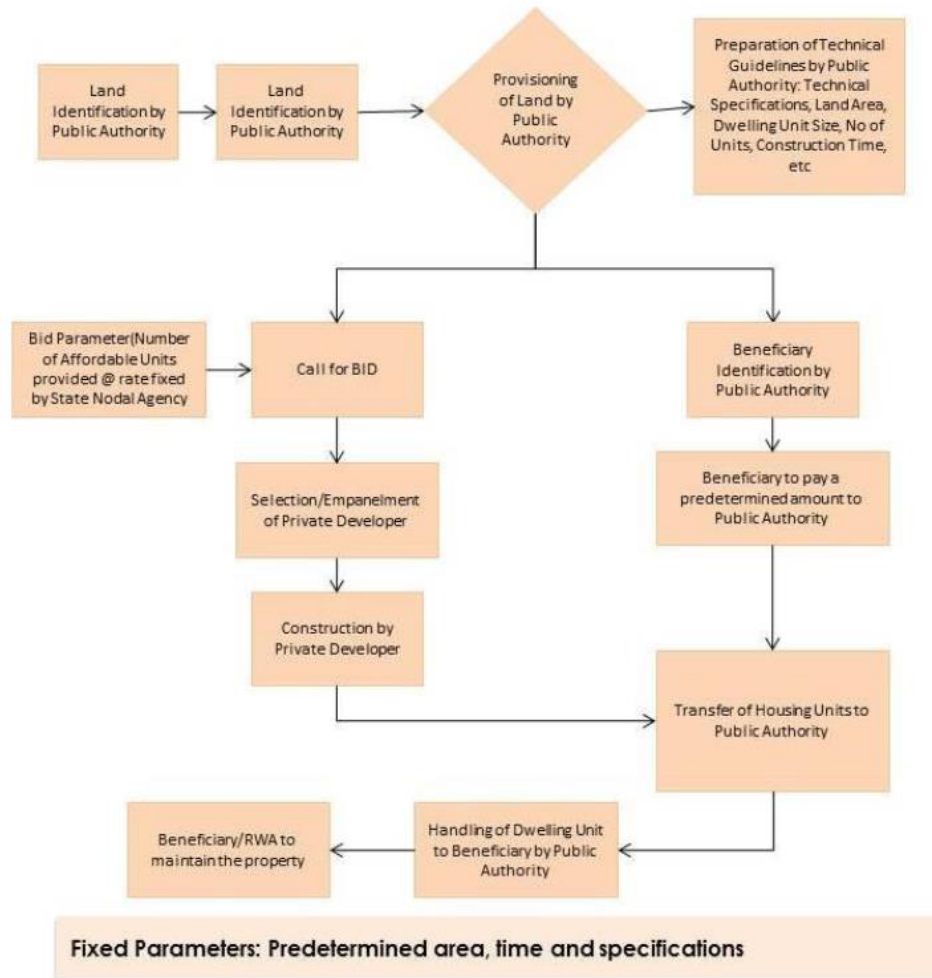 Land
Identification by
Public Authority
Land
Identification by
Public Authority
Provisioning
of Land by
Public
Authority
Preparation of Technical
Guidelines by Public
Authority: Technical
Specifications, Land Area,
Dwelling Unit Size, No of
Units, Construction Time,
etc
Bid Parameter(Number
of Affordable Units
provided @ rate fixed
by State Nodal Agency
Call for BID
Beneficiary
Identification by
Public Authority
Selection/Empanelment
of Private Developer
Beneficiary to pay a
predetermined amount to
Public Authority
Construction by
Private Developer
Transfer of Housing Units to
Public Authority
Beneficiary/RWA to
maintain the property
Handling of Dwelling Unit
to Beneficiary by Public
Authority
Fixed Parameters: Predetermined area, time and specifications